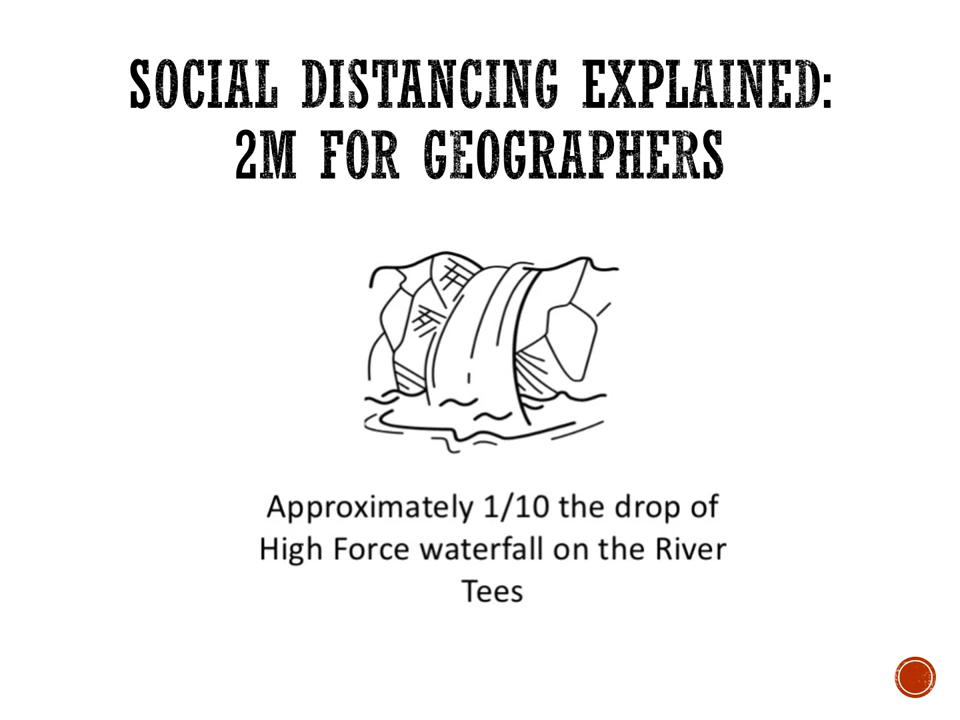 SOCIAL DISTANCING EXPLAINED:
2M FOR GEOGRAPHERS
Approximately 1/10 the drop of
High Force waterfall on the River
Tees